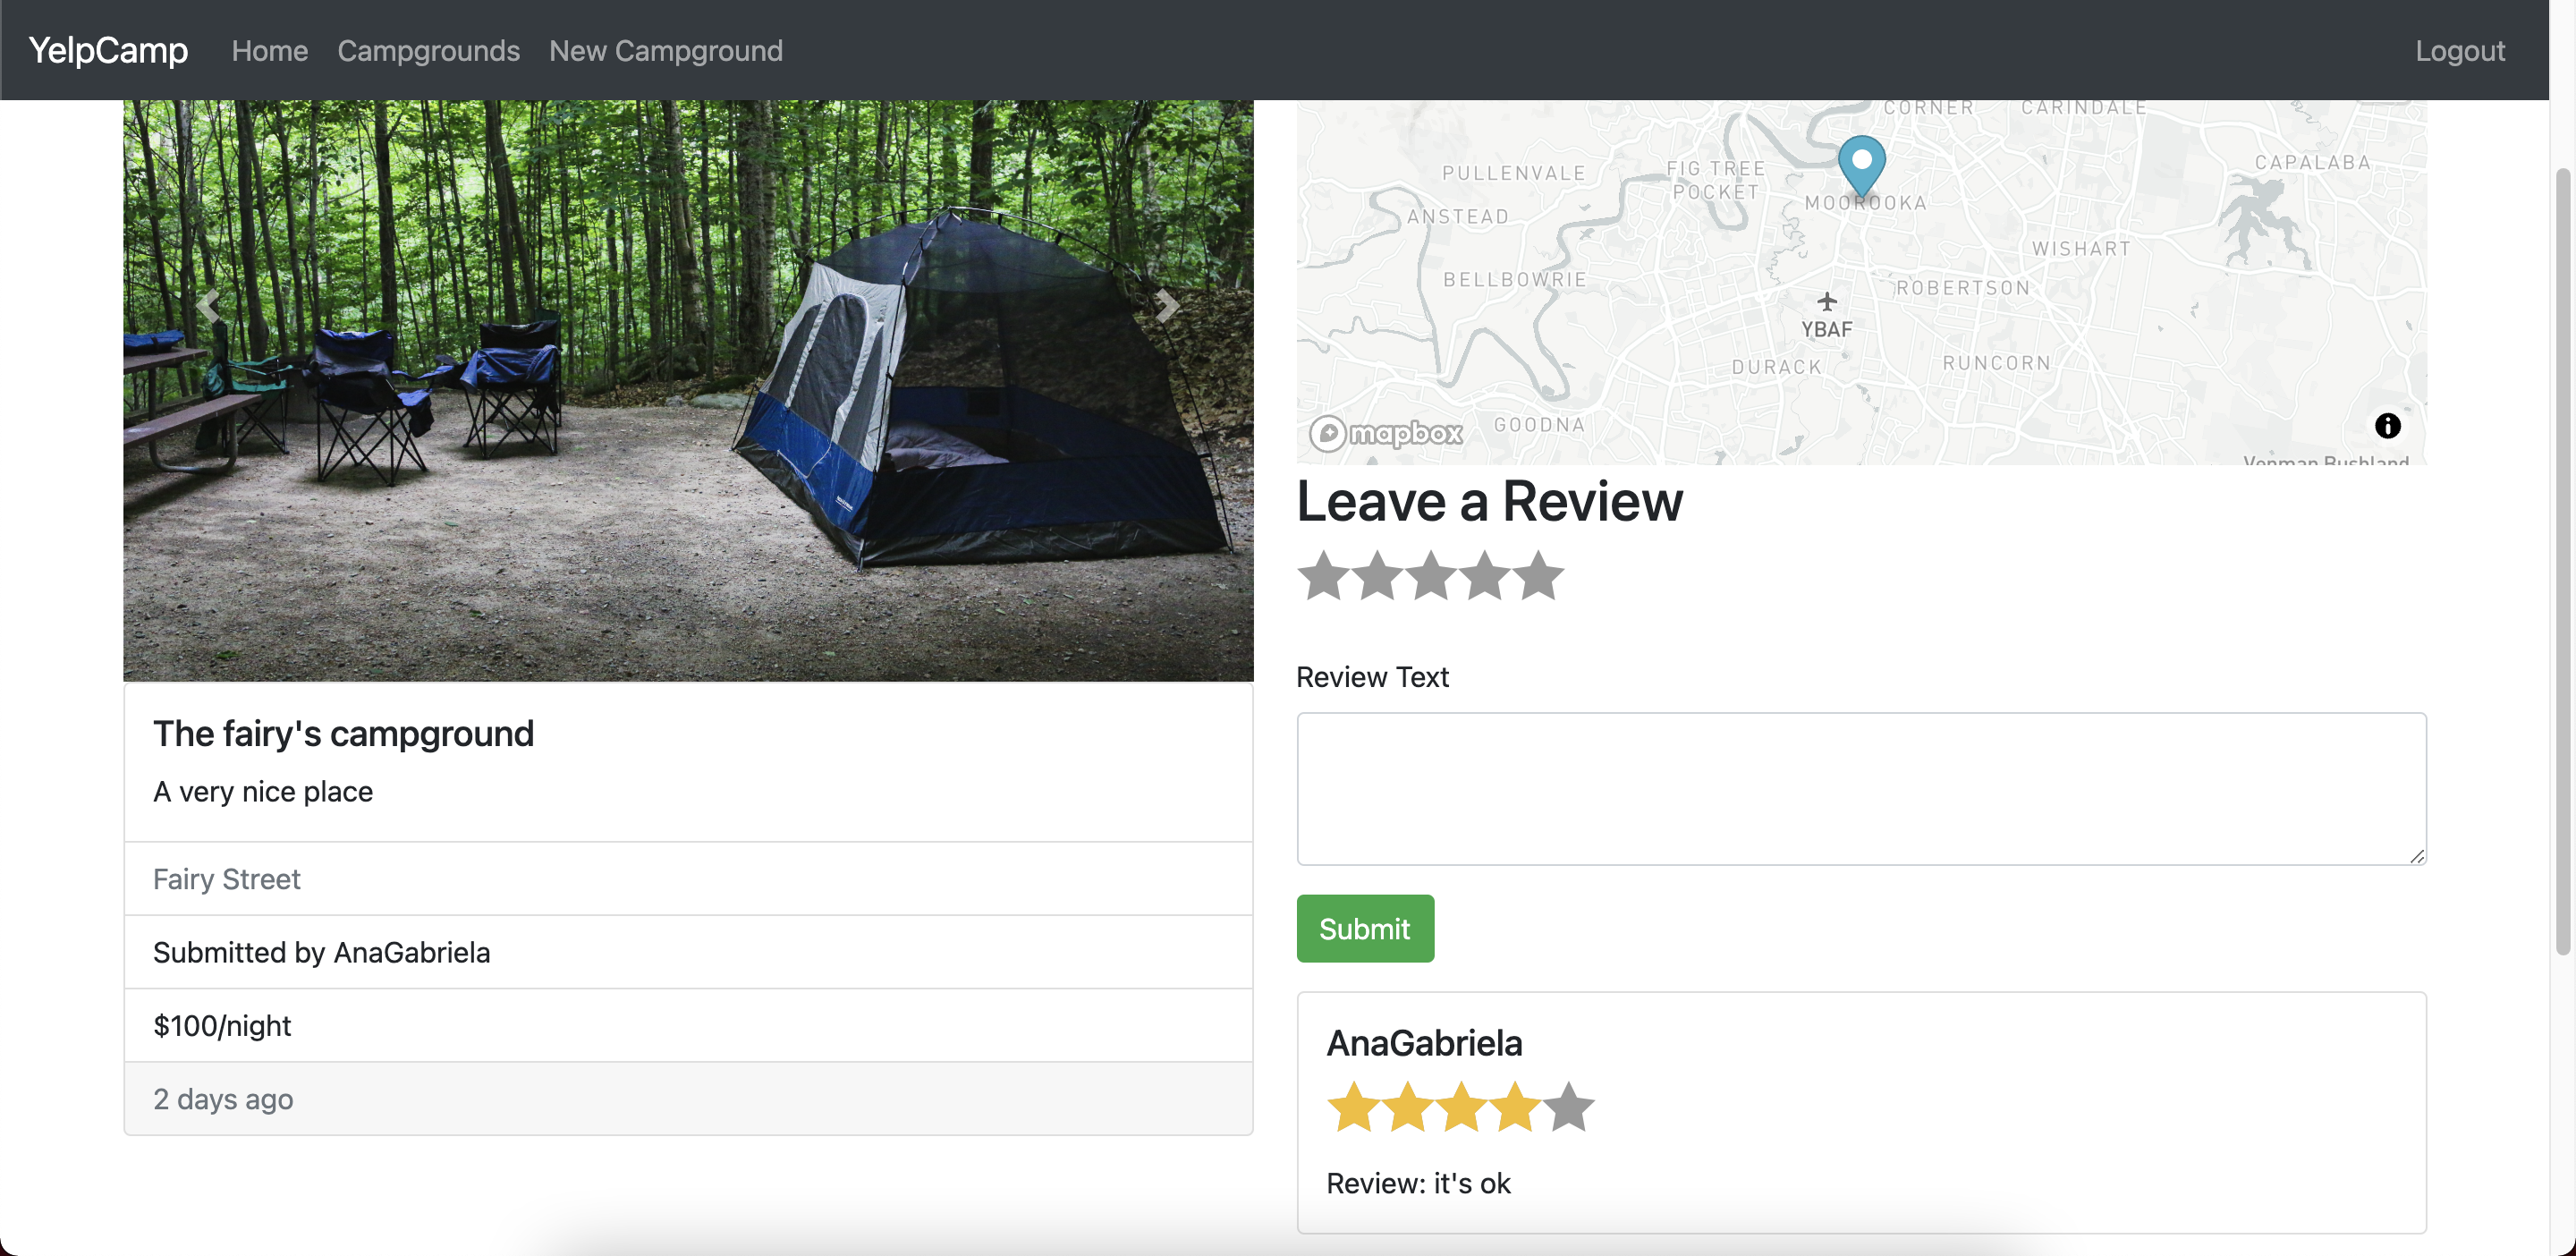 YelpCamp Home Campgrounds New Campground Logout
CORNER CARINDALE
PULLENVALE
FIG TREE
POCKET
CAPALABA
ANSTEAD
MOOROOKA
WISHART
BELLBOWRIE
ROBERTSON
YBAF
DURACK
RUNCORN
GOODNA
mapbox
Venman Bushland
Leave a Review
Review Text
Submit
The fairy's campground
A very nice place
Fairy Street
Submitted by AnaGabriela
$100/night
2 days ago
AnaGabriela
Review: it's ok